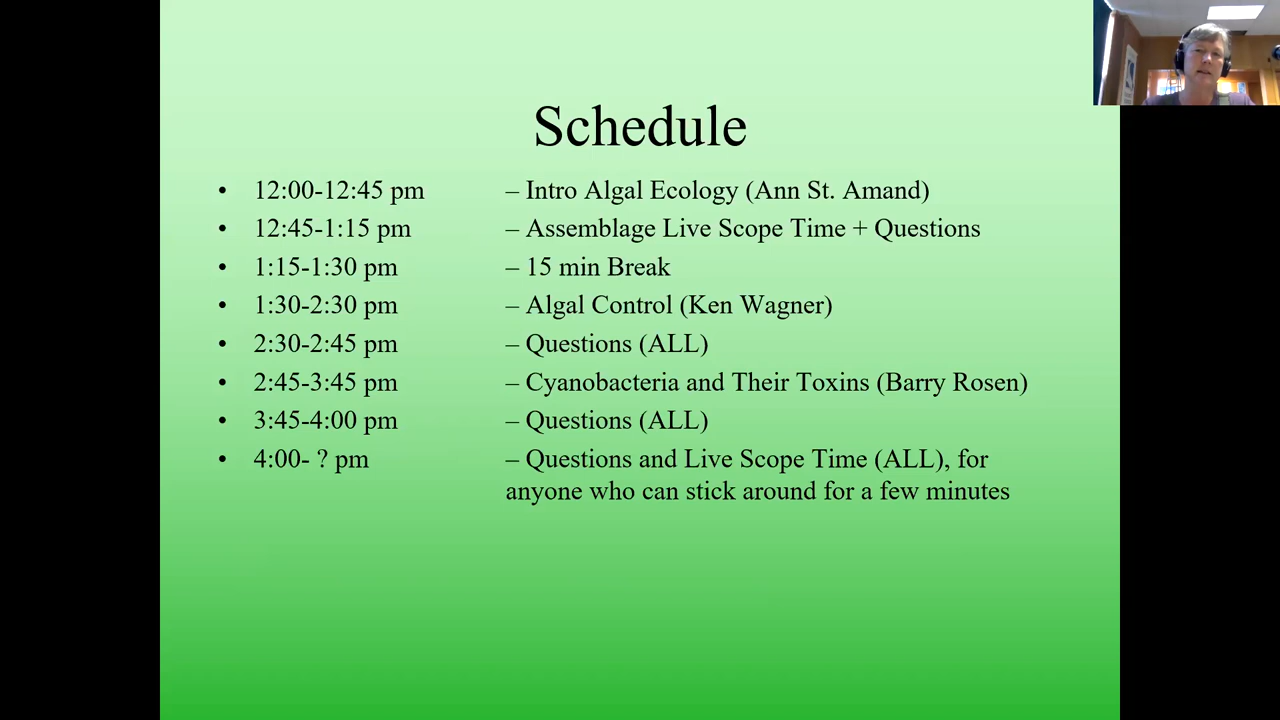 Schedule
• 12:00-12:45 pm – Intro Algal Ecology (Ann St. Amand)
• 12:45-1:15 pm – Assemblage Live Scope Time + Questions
• 1:15-1:30 pm – 15 min Break
• 1:30-2:30 pm – Algal Control (Ken Wagner)
• 2:30-2:45 pm – Questions (ALL)
• 2:45-3:45 pm – Cyanobacteria and Their Toxins (Barry Rosen)
• 3:45-4:00 pm – Questions (ALL)
• 4:00- ? pm – Questions and Live Scope Time (ALL), for
anyone who can stick around for a few minutes